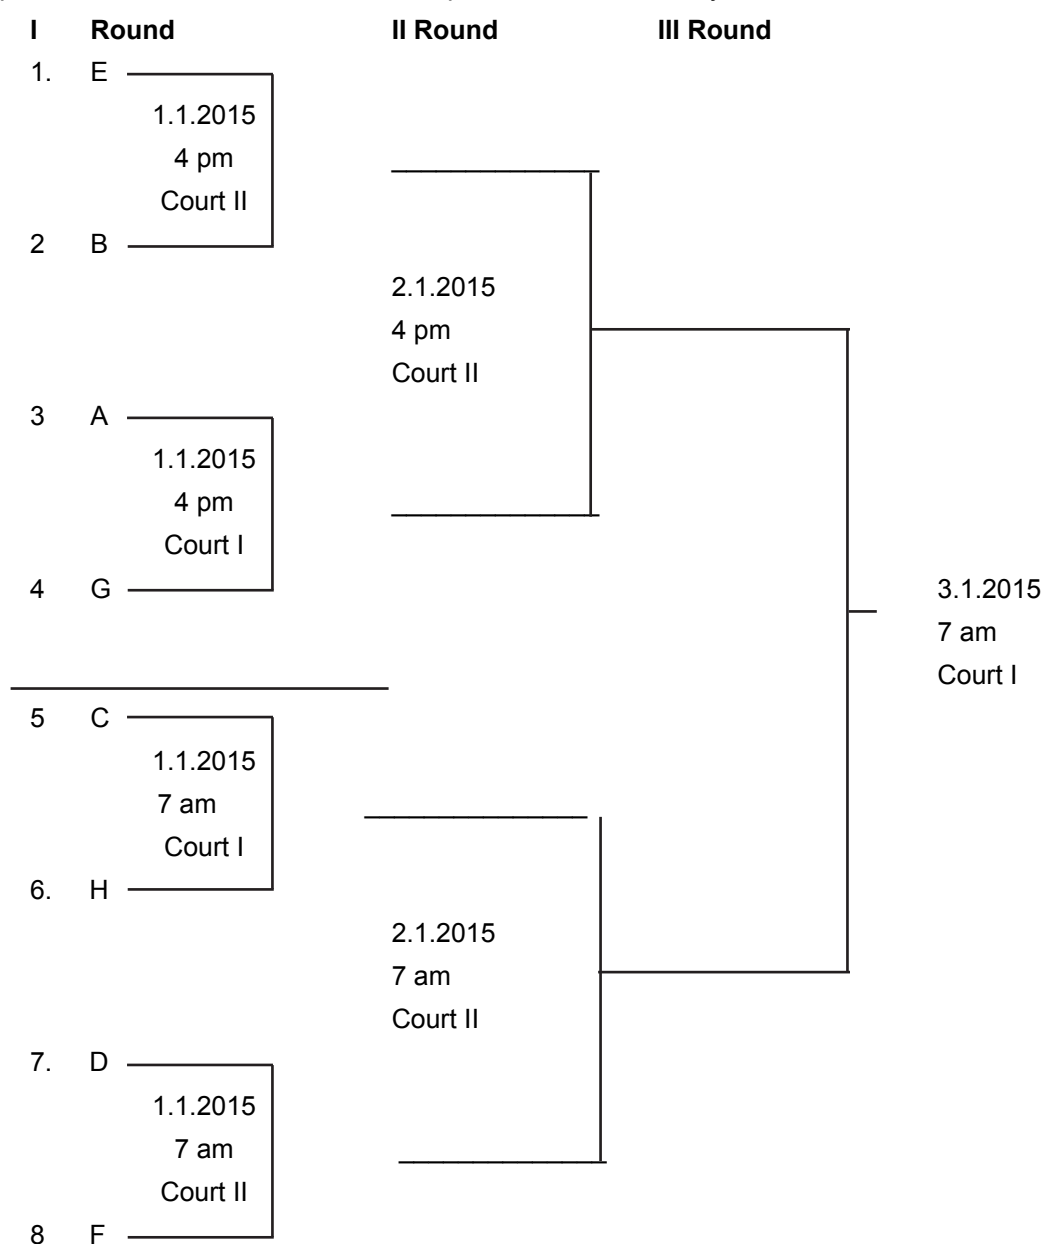 I Round II Round III Round
1. E
1.1.2015
4 pm
Court II
2 B
2.1.2015
4 pm
Court II
3 A
1.1.2015
4 pm
Court I
4 G
3.1.2015
7 am
Court I
5 C
1.1.2015
7 am
Court I
6. H
2.1.2015
7 am
Court II
7. D
1.1.2015
7 am
Court II
8 F